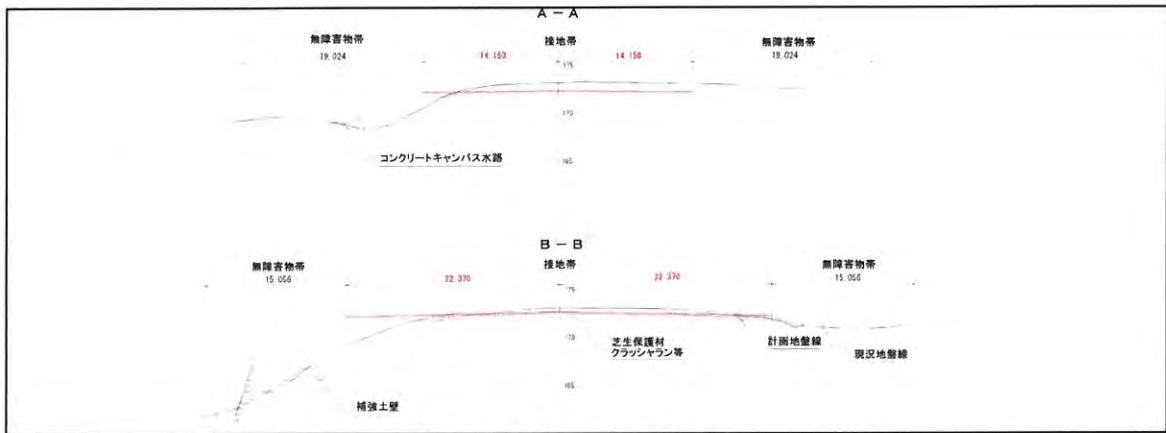 A－A
無障害物帯
接地帯
無障害物帯
19.024
14.150
14.150
19.024
175
170
165
コンクリートキャンバス水路
B－B
無障害物帯
接地帯
無障害物帯
15.056
22.370
22.370
15.056
芝生保護材
クラッシャラン等
計画地盤線
現況地盤線
補強土壁